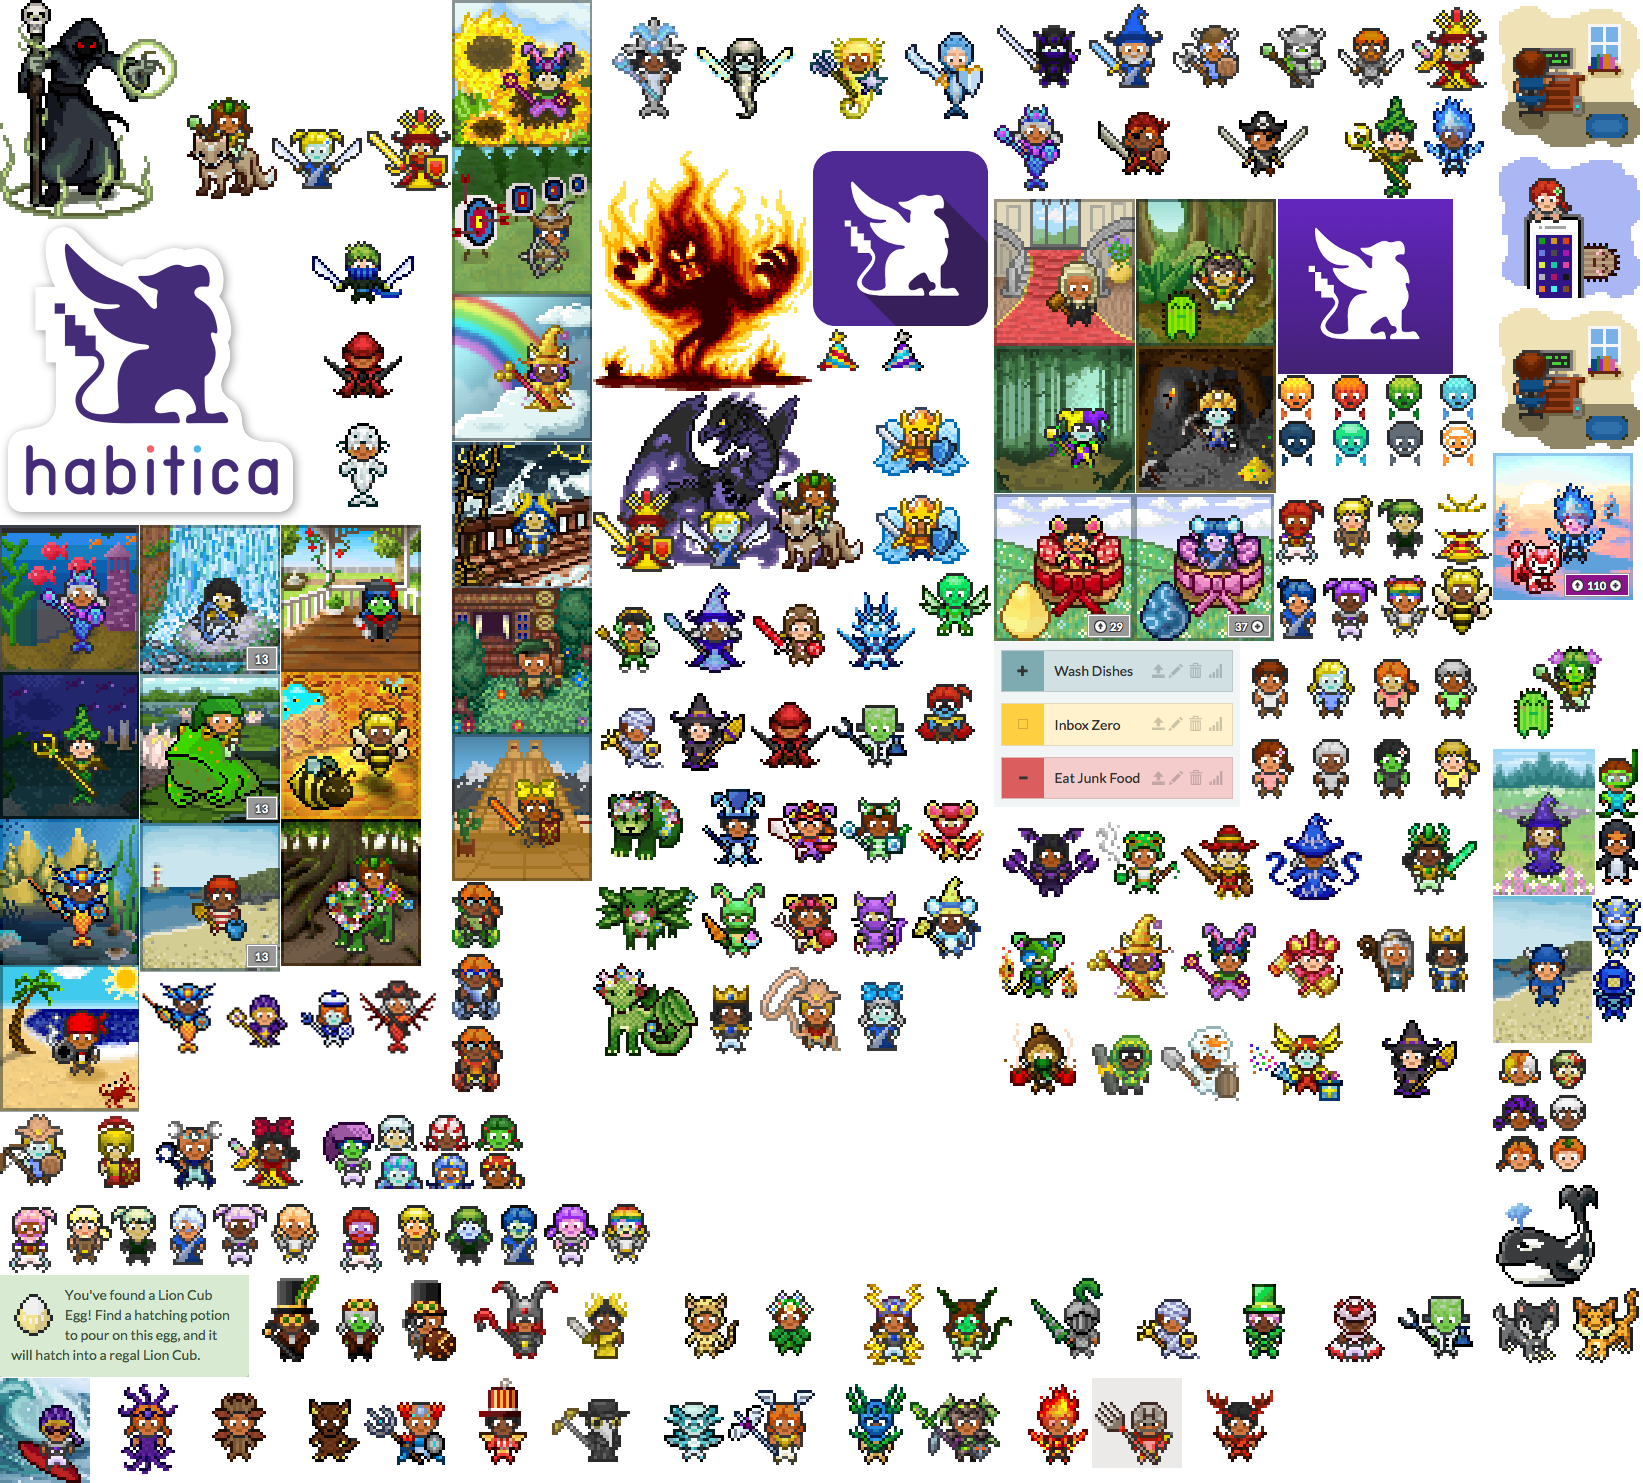 habitica
13
13
13
29
37
110
Wash Dishes
Inbox Zero
Eat Junk Food
You've found a Lion Cub
Egg! Find a hatching potion
to pour on this egg, and it
will hatch into a regal Lion Cub.